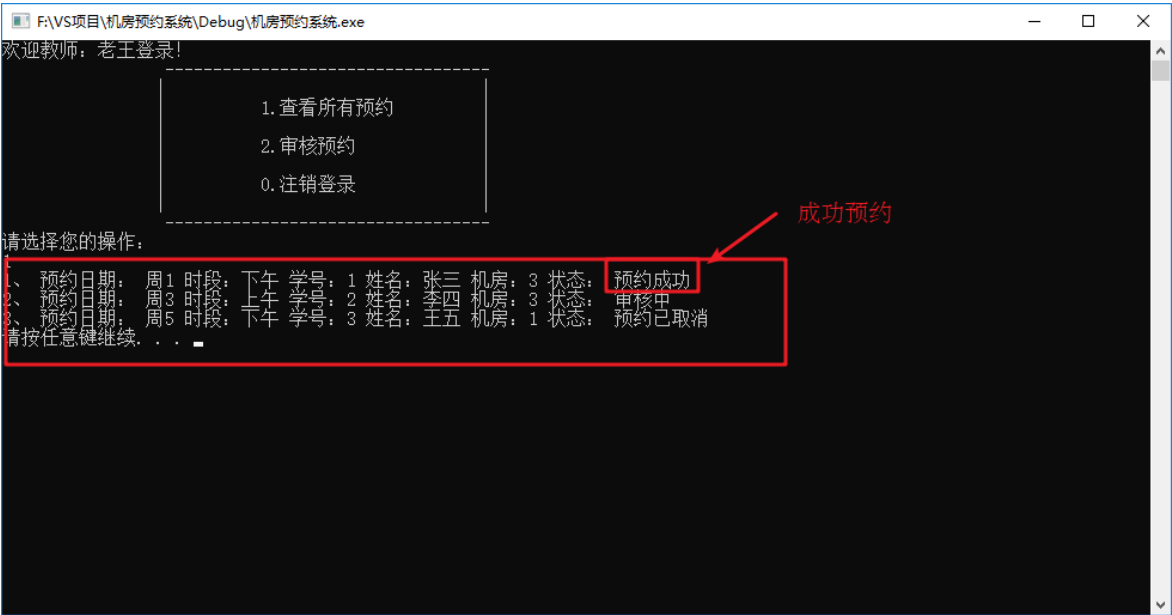 F:\VS项目\机房预约系统\Debug\机房预约系统.exe
欢迎教师：老王登录！
----------------------------------
1.查看所有预约
2.审核预约
0.注销登录
----------------------------------
成功预约
请选择您的操作：
1
1、 预约日期： 周1 时段：下午 学号：1 姓名：张三 机房：3 状态： 预约成功
2、 预约日期： 周3 时段：上午 学号：2 姓名：李四 机房：3 状态： 审核中
3、 预约日期： 周5 时段：下午 学号：3 姓名：王五 机房：1 状态： 预约已取消
请按任意键继续. . .